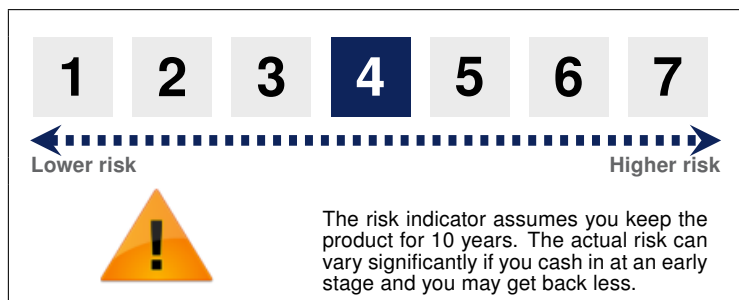 1 2 3 4 5 6 7
Lower risk Higher risk
!
The risk indicator assumes you keep the
product for 10 years. The actual risk can
vary significantly if you cash in at an early
stage and you may get back less.